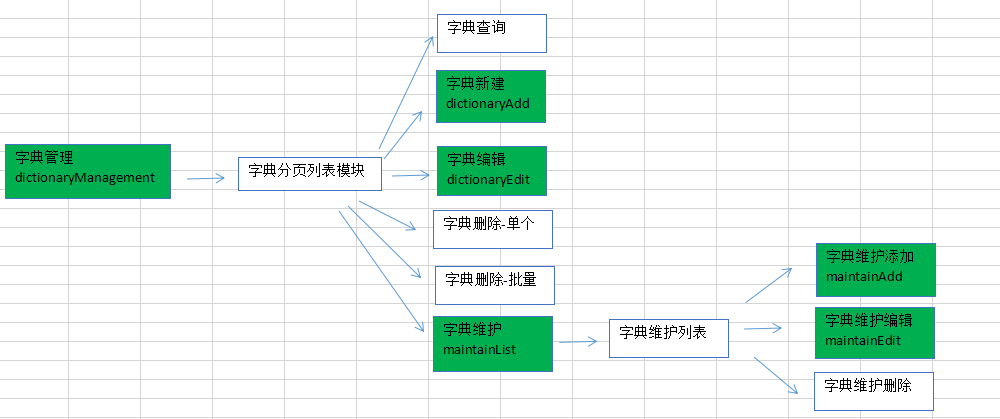 字典查询
字典新建
dictionaryAdd
字典管理
dictionaryManagement
字典分页列表模块
字典编辑
dictionaryEdit
字典删除-单个
字典删除-批量
字典维护
maintainList
字典维护列表
字典维护添加
maintainAdd
字典维护编辑
maintainEdit
字典维护删除